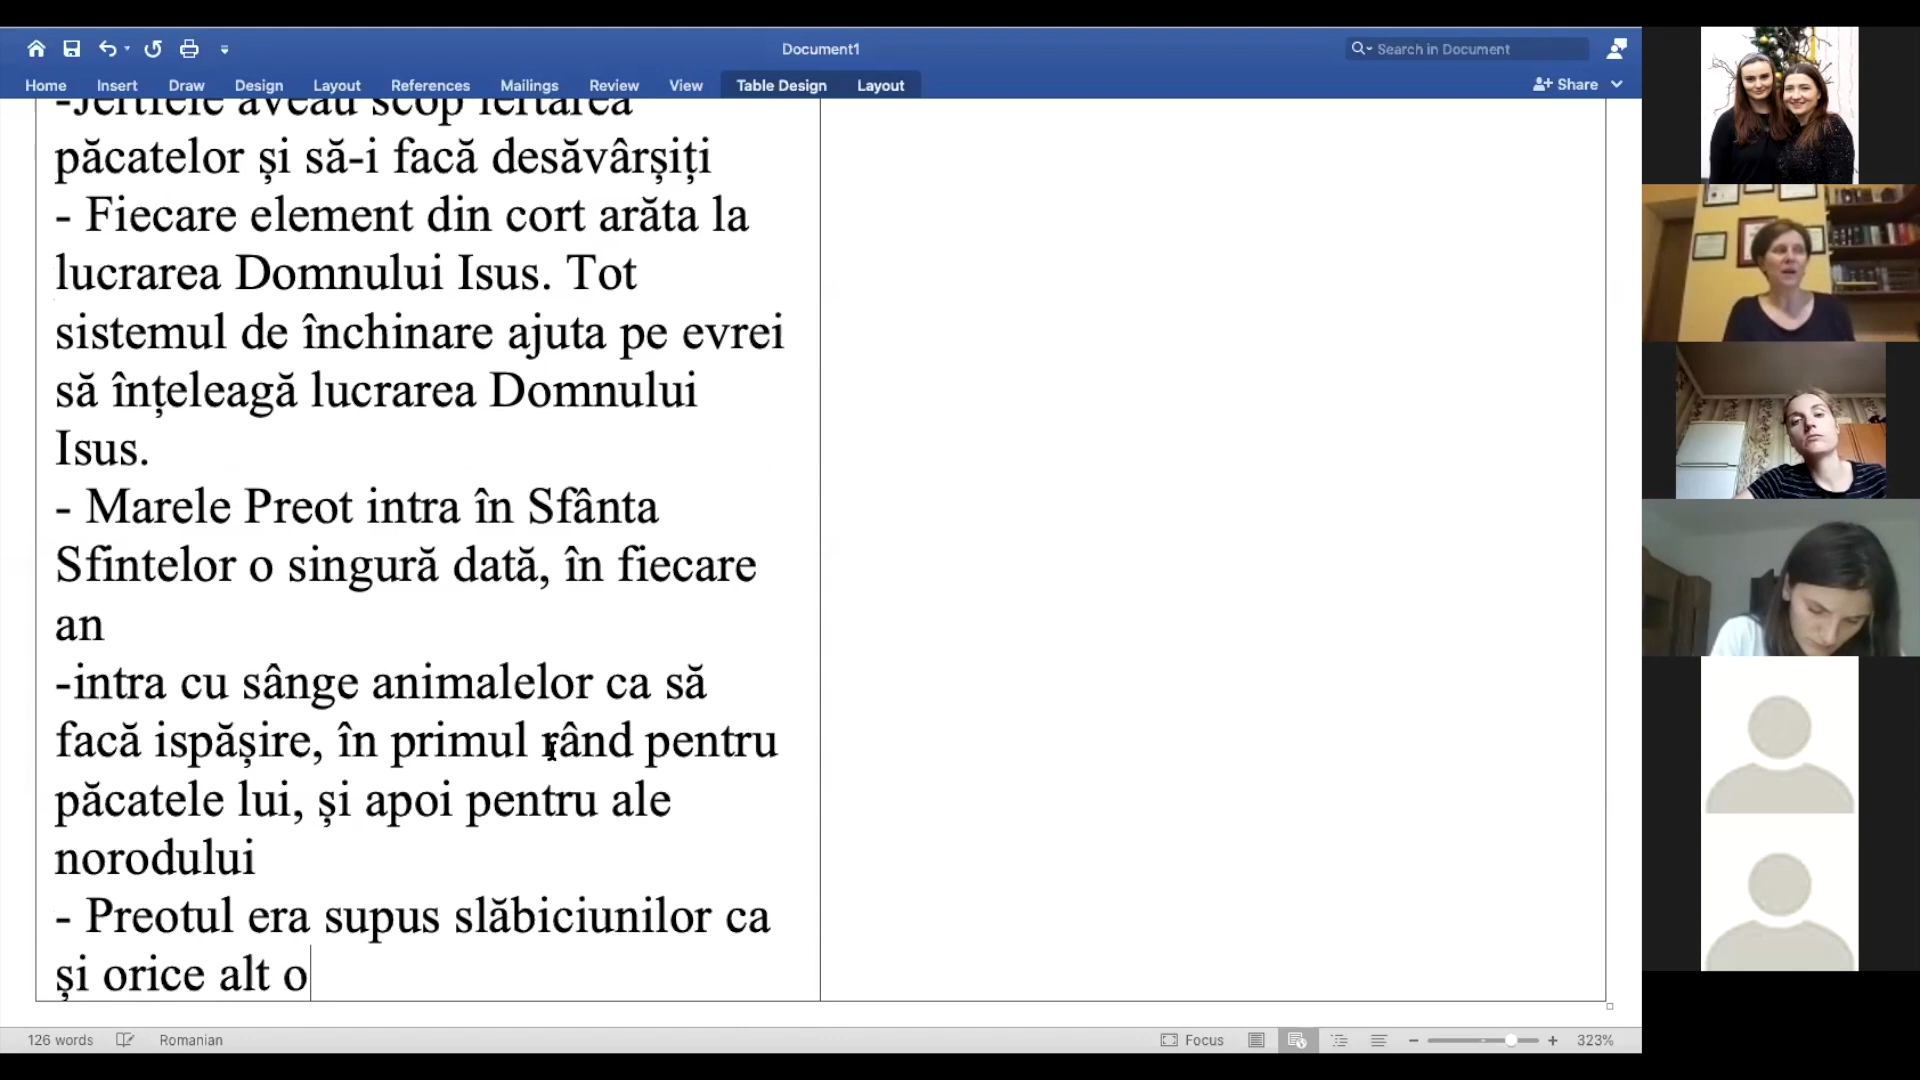 Document1
Search in Document
Home Insert Draw Design Layout References Mailings Review View Table Design Layout Share
-Jertfele aveau scop iertarea
păcatelor și să-i facă desăvârșiți
- Fiecare element din cort arăta la
lucrarea Domnului Isus. Tot
sistemul de închinare ajuta pe evrei
să înțeleagă lucrarea Domnului
Isus.
- Marele Preot intra în Sfânta
Sfintelor o singură dată, în fiecare
an
-intra cu sânge animalelor ca să
facă ispășire, în primul rând pentru
păcatele lui, și apoi pentru ale
norodului
- Preotul era supus slăbiciunilor ca
și orice alt o
126 words Romanian Focus 323%